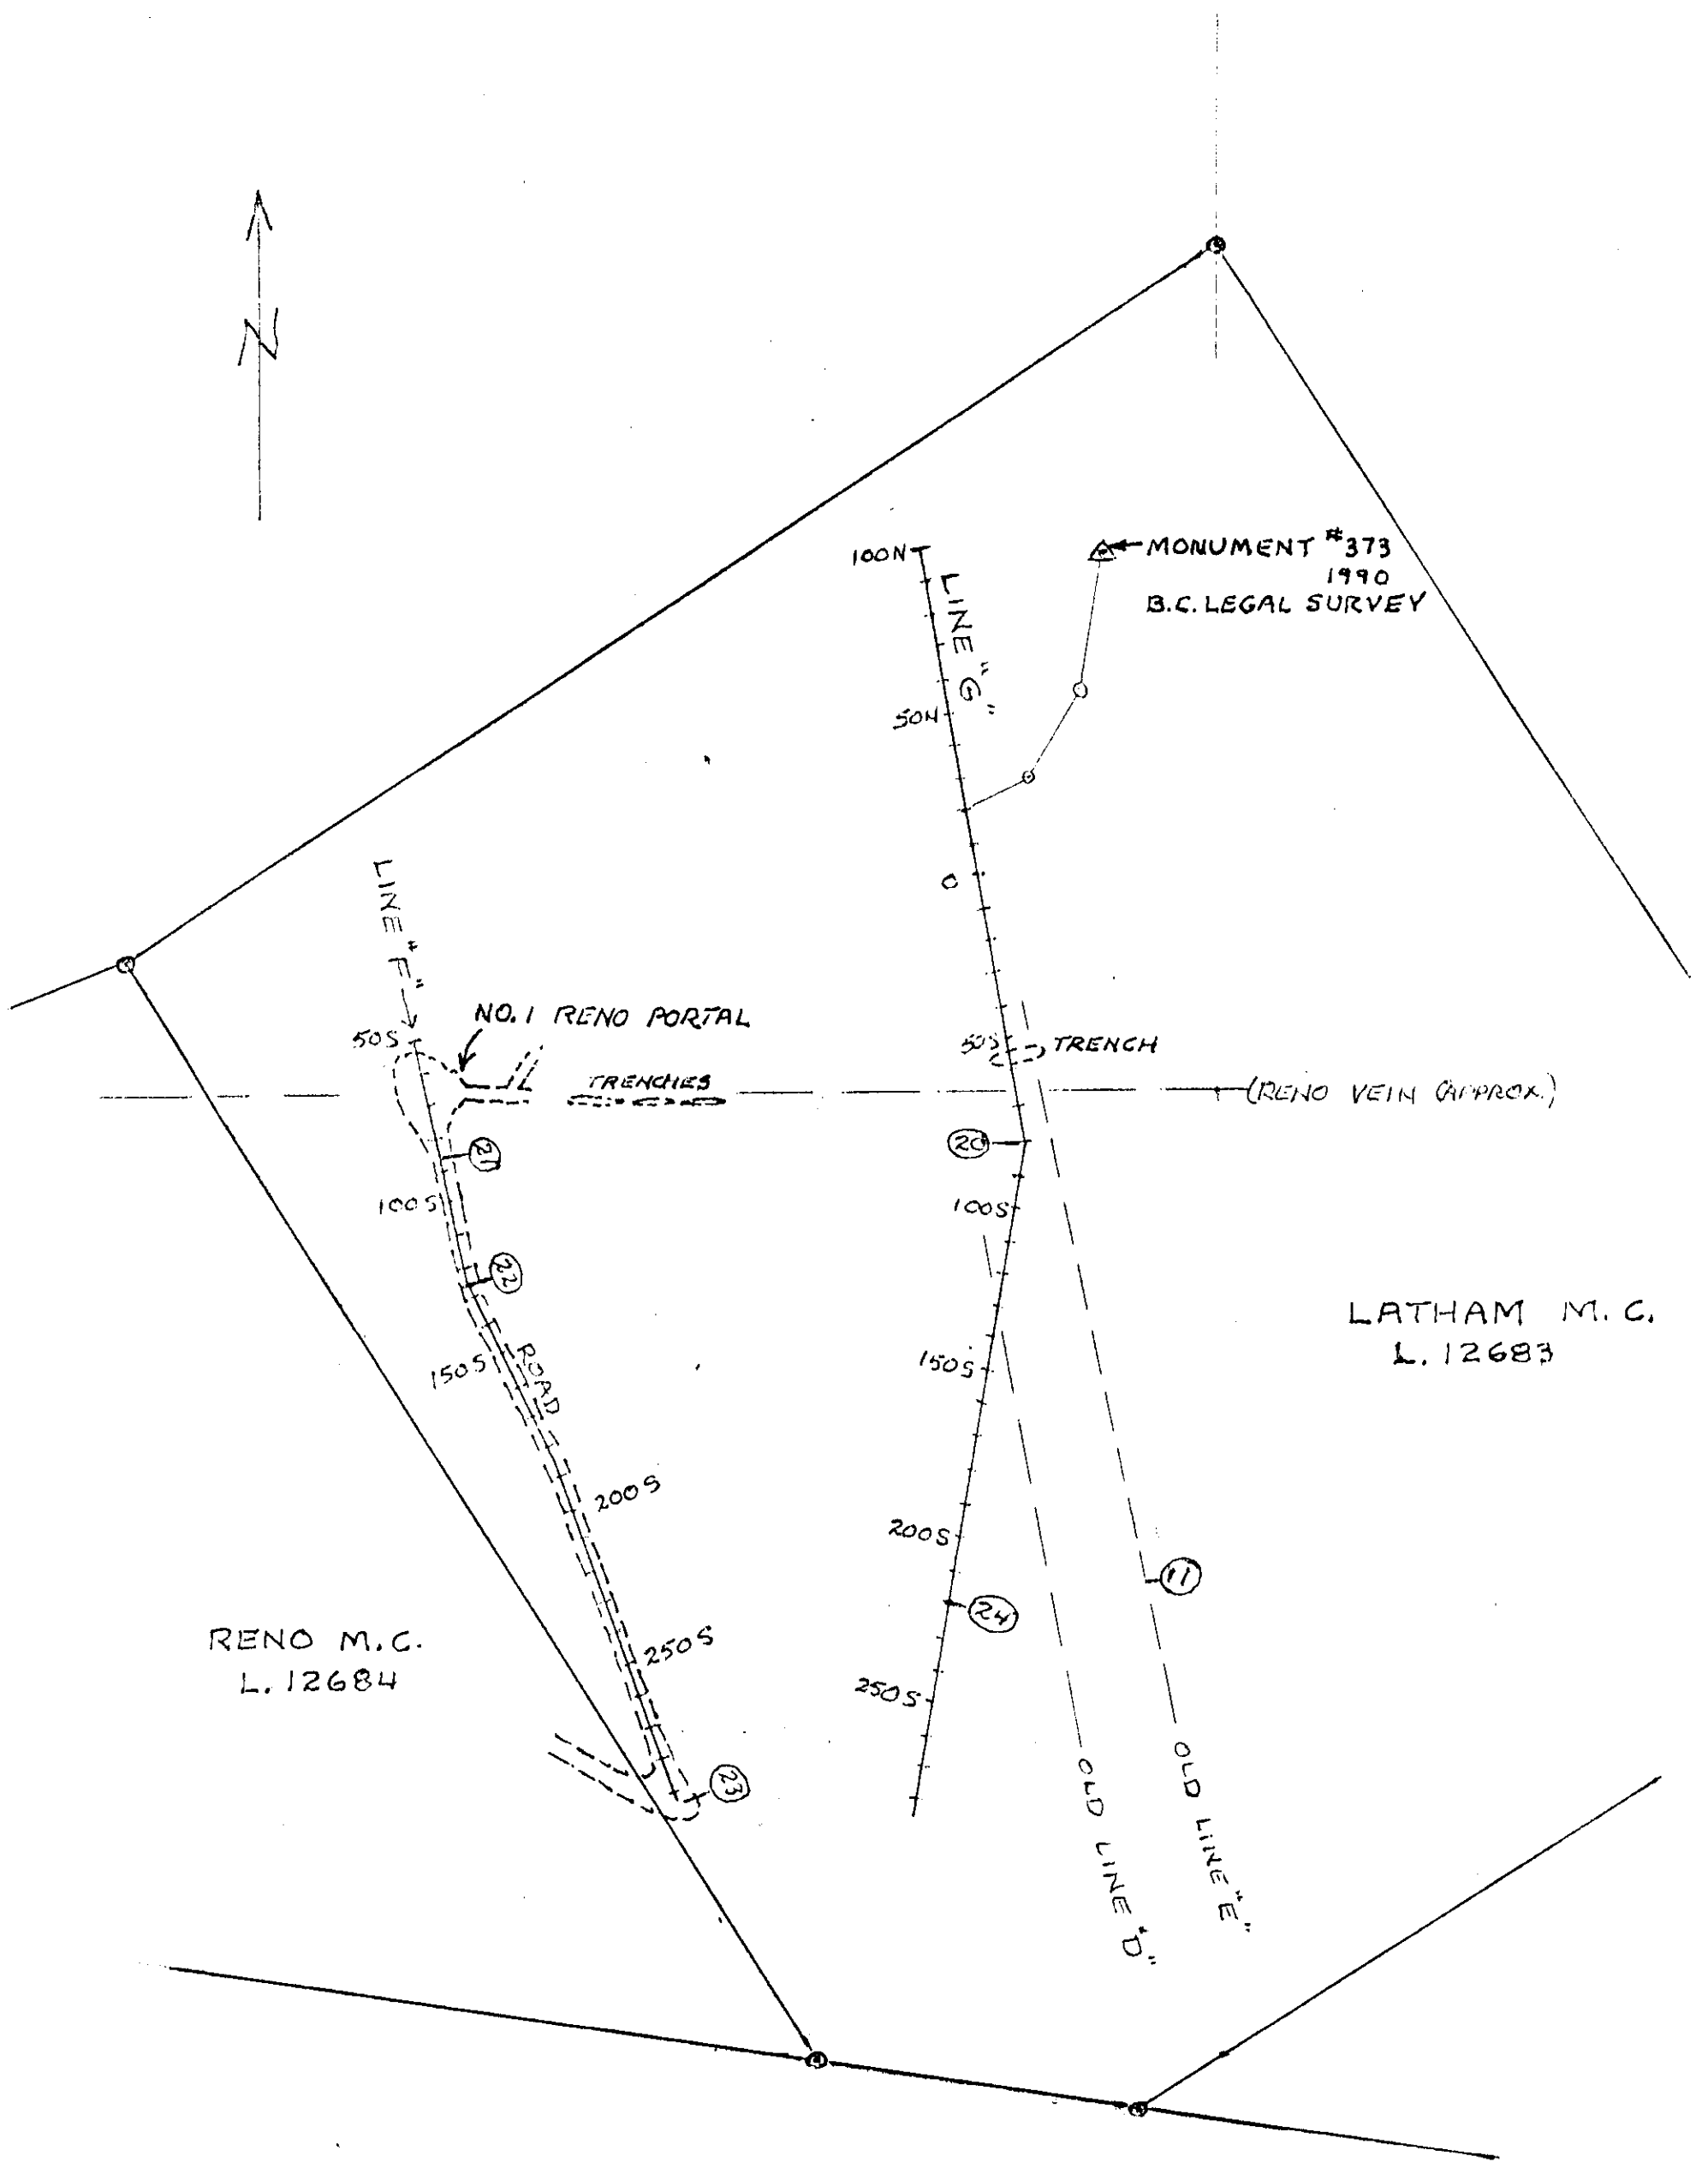 N
100N
MONUMENT #373
1990
B.C. LEGAL SURVEY
LINE "G"
50N
0
LINE "F"
NO. 1 RENO PORTAL
50S
50S
TRENCH
TRENCHES
(RENO VEIN (APPROX.)
20
21
100S
100S
22
LATHAM M.C.
L. 12683
150S
ROAD
150S
200S
200S
11
24
RENO M.C.
L. 12684
250S
250S
23
OLD LINE "D"
OLD LINE "E"